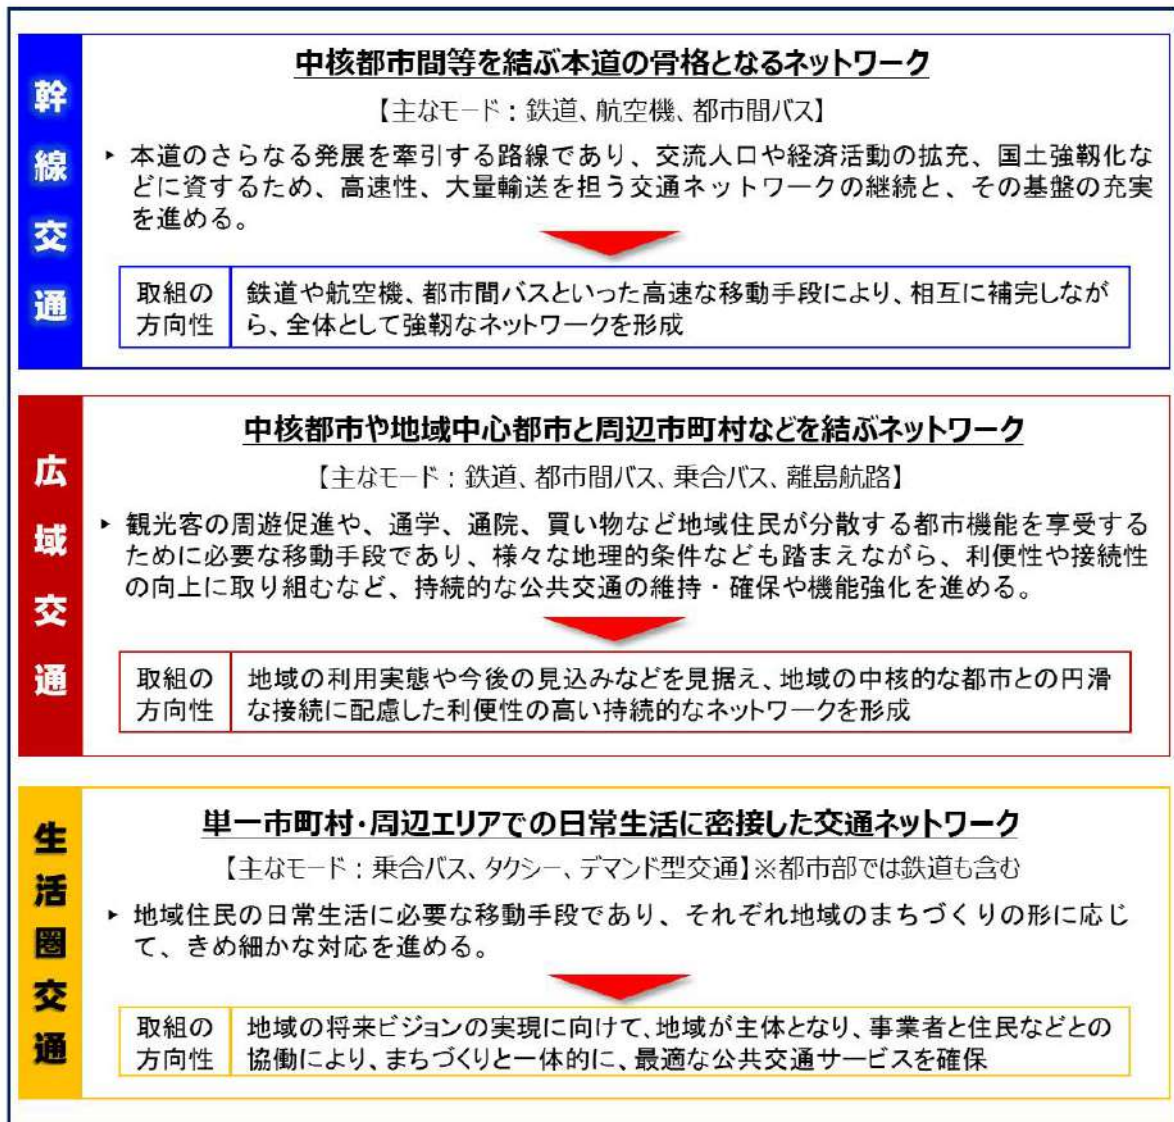 幹線交通
中核都市間等を結ぶ本道の骨格となるネットワーク
【主なモード：鉄道、航空機、都市間バス】
▸ 本道のさらなる発展を牽引する路線であり、交流人口や経済活動の拡充、国土強靱化な
どに資するため、高速性、大量輸送を担う交通ネットワークの継続と、その基盤の充実
を進める。
取組の
方向性
鉄道や航空機、都市間バスといった高速な移動手段により、相互に補完しなが
ら、全体として強靱なネットワークを形成
広域交通
中核都市や地域中心都市と周辺市町村などを結ぶネットワーク
【主なモード：鉄道、都市間バス、乗合バス、離島航路】
▸ 観光客の周遊促進や、通学、通院、買い物など地域住民が分散する都市機能を享受する
ために必要な移動手段であり、様々な地理的条件なども踏まえながら、利便性や接続性
の向上に取り組むなど、持続的な公共交通の維持・確保や機能強化を進める。
取組の
方向性
地域の利用実態や今後の見込みなどを見据え、地域の中核的な都市との円滑
な接続に配慮した利便性の高い持続的なネットワークを形成
生活圏交通
単一市町村・周辺エリアでの日常生活に密接した交通ネットワーク
【主なモード：乗合バス、タクシー、デマンド型交通】※都市部では鉄道も含む
▸ 地域住民の日常生活に必要な移動手段であり、それぞれ地域のまちづくりの形に応じ
て、きめ細かな対応を進める。
取組の
方向性
地域の将来ビジョンの実現に向けて、地域が主体となり、事業者と住民などとの
協働により、まちづくりと一体的に、最適な公共交通サービスを確保